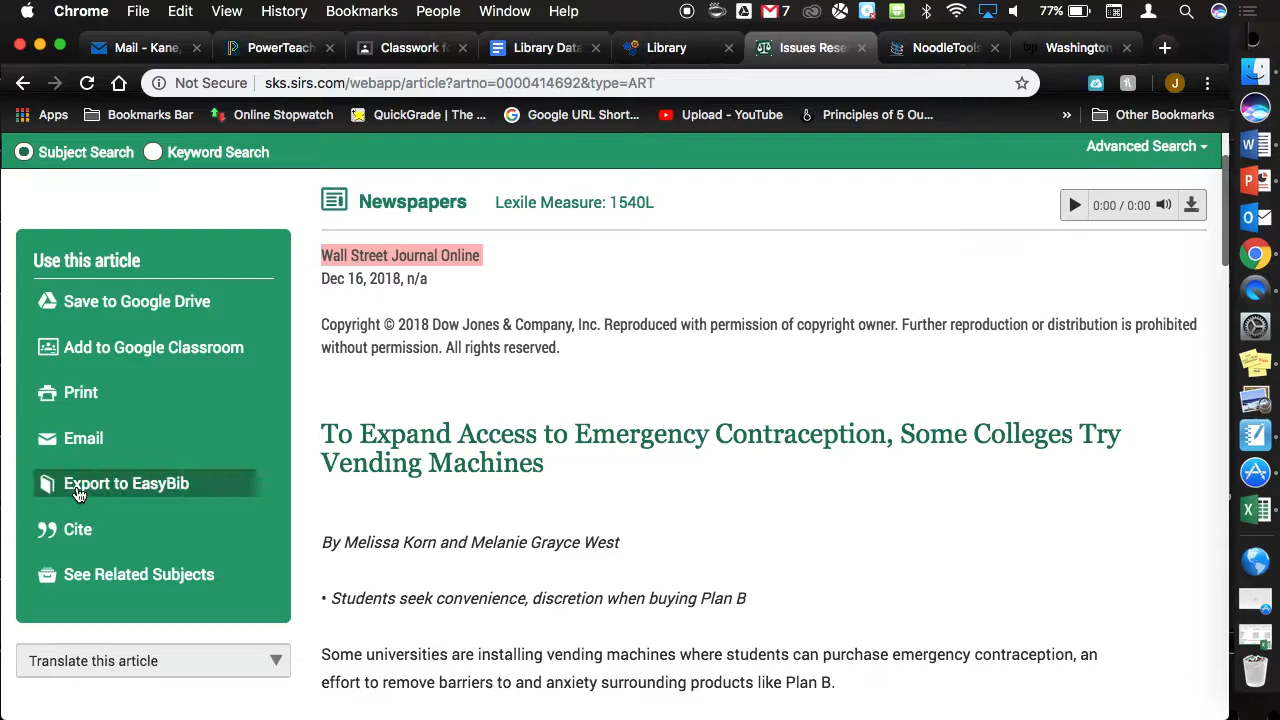 Chrome File Edit View History Bookmarks People Window Help 7 77%
Mail - Kane, PowerTeach Classwork fo Library Data Library Issues Rese NoodleTools Washington
Not Secure sks.sirs.com/webapp/article?artno=0000414692&type=ART J
Apps Bookmarks Bar Online Stopwatch QuickGrade | The ... Google URL Short... Upload - YouTube Principles of 5 Ou... » Other Bookmarks
Subject Search Keyword Search Advanced Search
Newspapers Lexile Measure: 1540L 0:00 / 0:00
Use this article
Save to Google Drive
Add to Google Classroom
Print
Email
Export to EasyBib
Cite
See Related Subjects
Translate this article
Wall Street Journal Online
Dec 16, 2018, n/a
Copyright © 2018 Dow Jones & Company, Inc. Reproduced with permission of copyright owner. Further reproduction or distribution is prohibited
without permission. All rights reserved.
To Expand Access to Emergency Contraception, Some Colleges Try
Vending Machines
By Melissa Korn and Melanie Grayce West
• Students seek convenience, discretion when buying Plan B
Some universities are installing vending machines where students can purchase emergency contraception, an
effort to remove barriers to and anxiety surrounding products like Plan B.